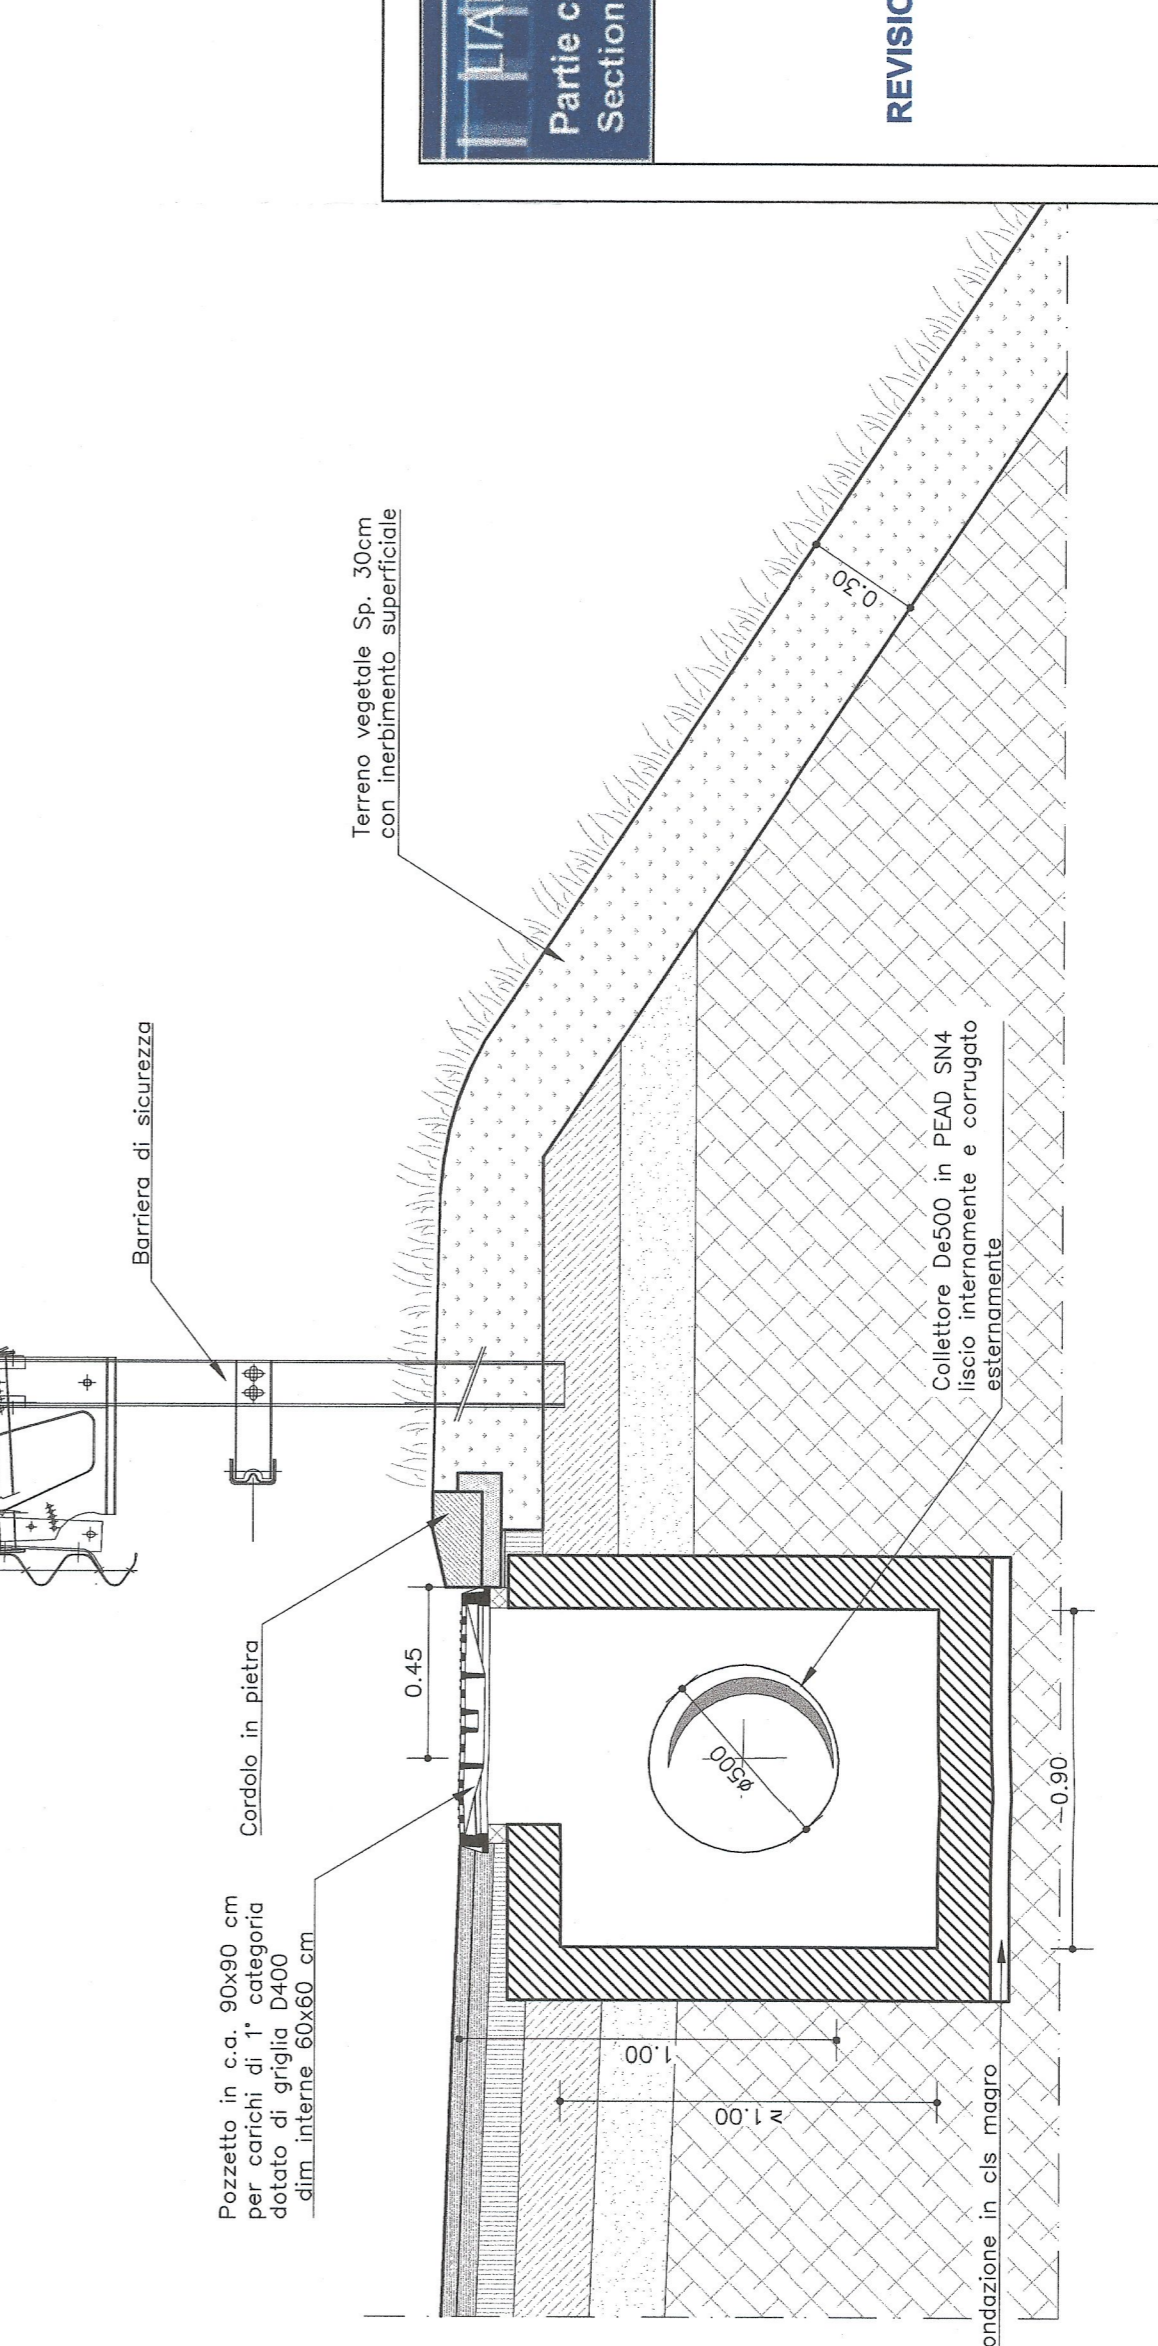 Partie c
Section
REVISIO
Terreno vegetale Sp. 30cm
con inerbimento superficiale
0.30
Barriera di sicurezza
Collettore De500 in PEAD SN4
liscio internamente e corrugato
esternamente
Cordolo in pietra
0.45
ø500
0.90
Pozzetto in c.a. 90x90 cm
per carichi di 1° categoria
dotato di griglia D400
dim interne 60x60 cm
1.00
≥ 1.00
ondazione in cls magro